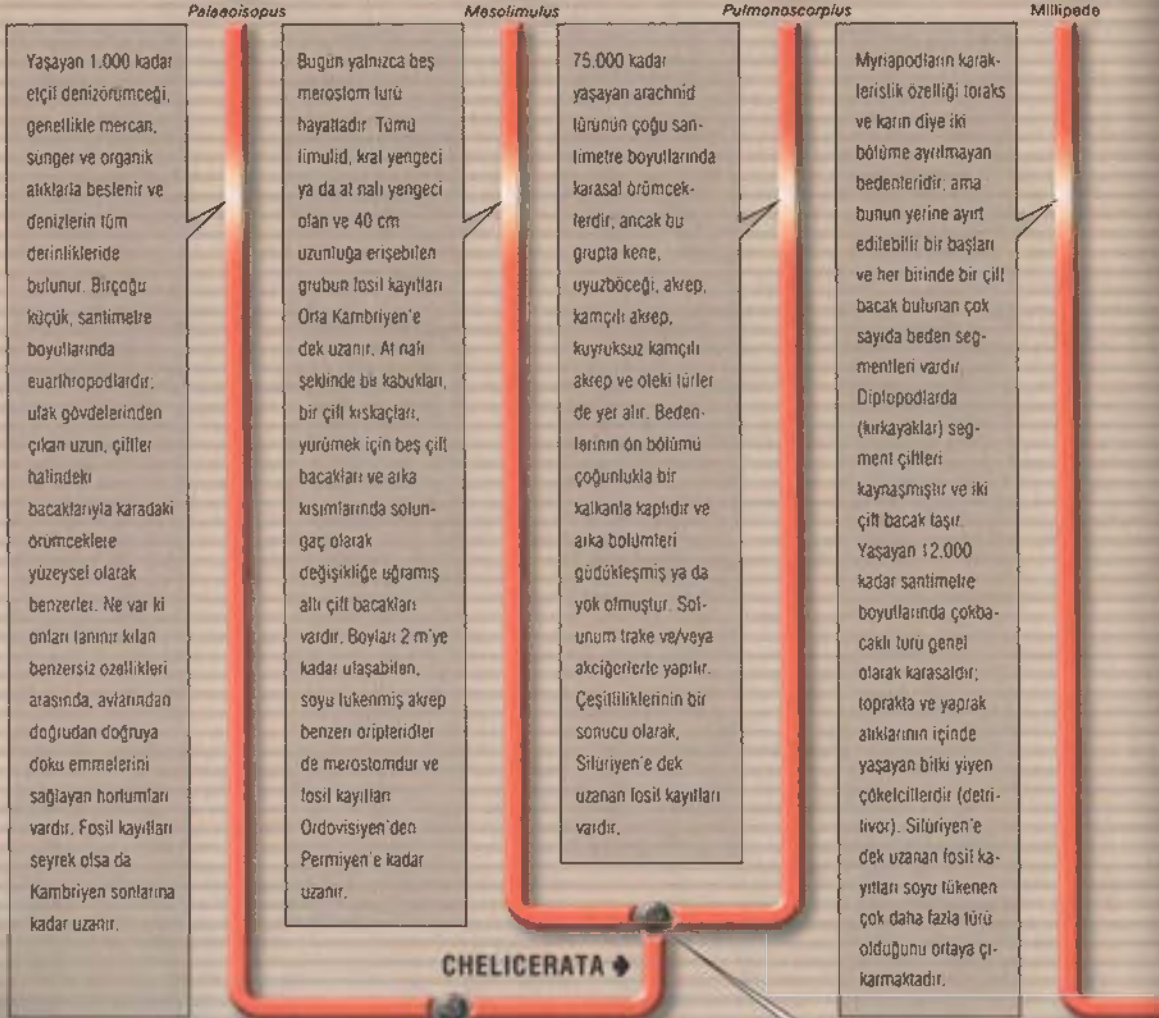 Palaeoisopus
Mesolimulus
Pulmonoscorpius
Millipede
Yaşayan 1.000 kadar
etçil denizörümceği,
genellikle mercan,
sünger ve organik
atıklarla beslenir ve
denizlerin tüm
derinlikleride
bulunur. Birçoğu
küçük, santimetre
boyutlarında
euarthropodlardır;
ufak gövdelerinden
çıkan uzun, çiftler
halindeki
bacaklarıyla karadaki
örümceklere
yüzeysel olarak
benzerler. Ne var ki
onları tanınır kılan
benzersiz özellikleri
arasında, avlarından
doğrudan doğruya
doku emmelerini
sağlayan hortumları
vardır. Fosil kayıtları
seyrek olsa da
Kambriyen sonlarına
kadar uzanır.
Bugün yalnızca beş
merostom türü
hayattadır. Tümü
limulid, kral yengeci
ya da at nalı yengeci
olan ve 40 cm
uzunluğa erişebilen
grubun fosil kayıtları
Orta Kambriyen'e
dek uzanır. At nalı
şeklinde bir kabukları,
bir çift kıskaçları,
yürümek için beş çift
bacakları ve arka
kısımlarında solun-
gaç olarak
değişikliğe uğramış
altı çift bacakları
vardır. Boyları 2 m'ye
kadar ulaşabilen,
soyu tükenmiş akrep
benzeri öripteridler
de merostomdur ve
fosil kayıtları
Ordovisiyen'den
Permiyen'e kadar
uzanır.
75.000 kadar
yaşayan arachnid
türünün çoğu san-
timetre boyutlarında
karasal örümcek-
lerdir; ancak bu
grupta kene,
uyuzböceği, akrep,
kamçılı akrep,
kuyruksuz kamçılı
akrep ve öteki türler
de yer alır. Beden-
lerinin ön bölümü
çoğunlukla bir
kalkanla kaplıdır ve
arka bölümleri
güdükleşmiş ya da
yok olmuştur. Sol-
unum trake ve/veya
akciğerlerle yapılır.
Çeşitliliklerinin bir
sonucu olarak,
Silüriyen'e dek
uzanan fosil kayıtları
vardır.
Myriapodların karak-
teristik özelliği toraks
ve karın diye iki
bölüme ayrılmayan
bedenleridir; ama
bunun yerine ayırt
edilebilir bir başları
ve her birinde bir çift
bacak bulunan çok
sayıda beden seg-
mentleri vardır.
Diplopodlarda
(kırkayaklar) seg-
ment çiftleri
kaynaşmıştır ve iki
çift bacak taşır.
Yaşayan 12.000
kadar santimetre
boyutlarında çokba-
caklı türü genel
olarak karasaldır;
toprakta ve yaprak
atıklarının içinde
yaşayan bitki yiyen
çökelcillerdir (detri-
tivor). Silüriyen'e
dek uzanan fosil ka-
yıtları soyu tükenen
çok daha fazla türü
olduğunu ortaya çı-
karmaktadır.
CHELICERATA